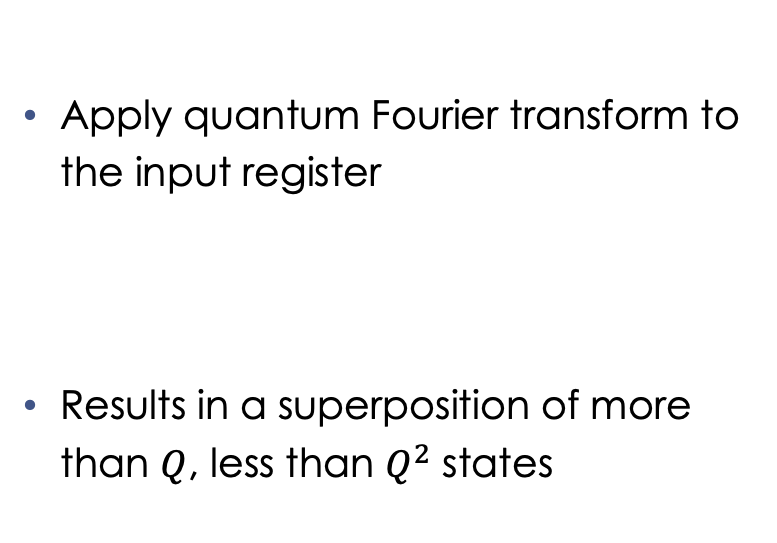 • Apply quantum Fourier transform to
the input register
• Results in a superposition of more
than 𝑄, less than 𝑄² states